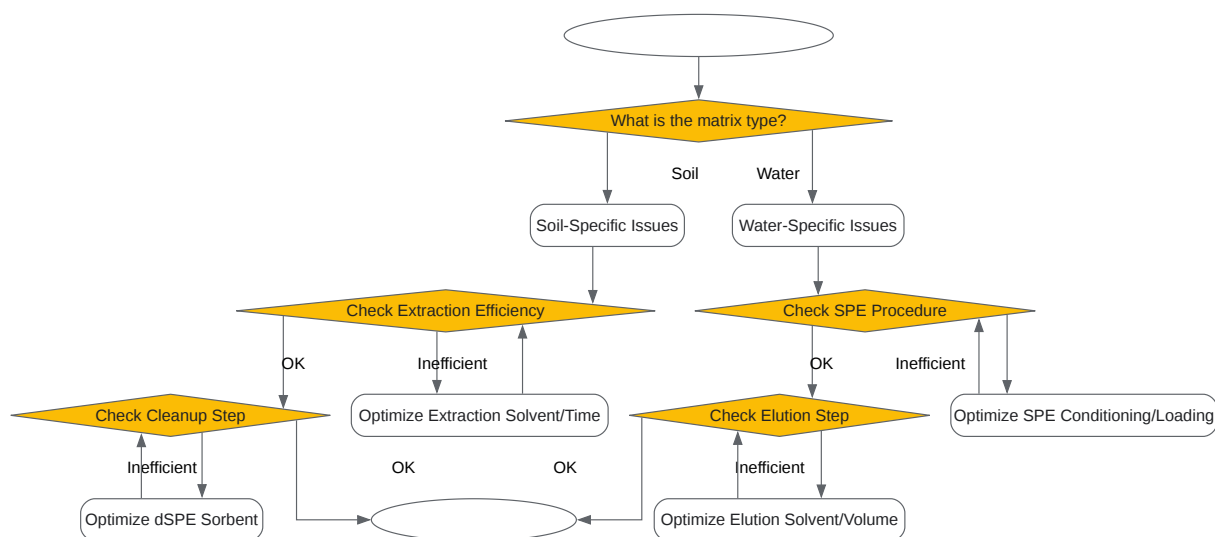 What is the matrix type?
Soil
Water
Soil-Specific Issues
Water-Specific Issues
Check Extraction Efficiency
Check SPE Procedure
OK
Inefficient
OK
Inefficient
Check Cleanup Step
Optimize Extraction Solvent/Time
Check Elution Step
Optimize SPE Conditioning/Loading
Inefficient
OK
OK
Inefficient
Optimize dSPE Sorbent
Optimize Elution Solvent/Volume